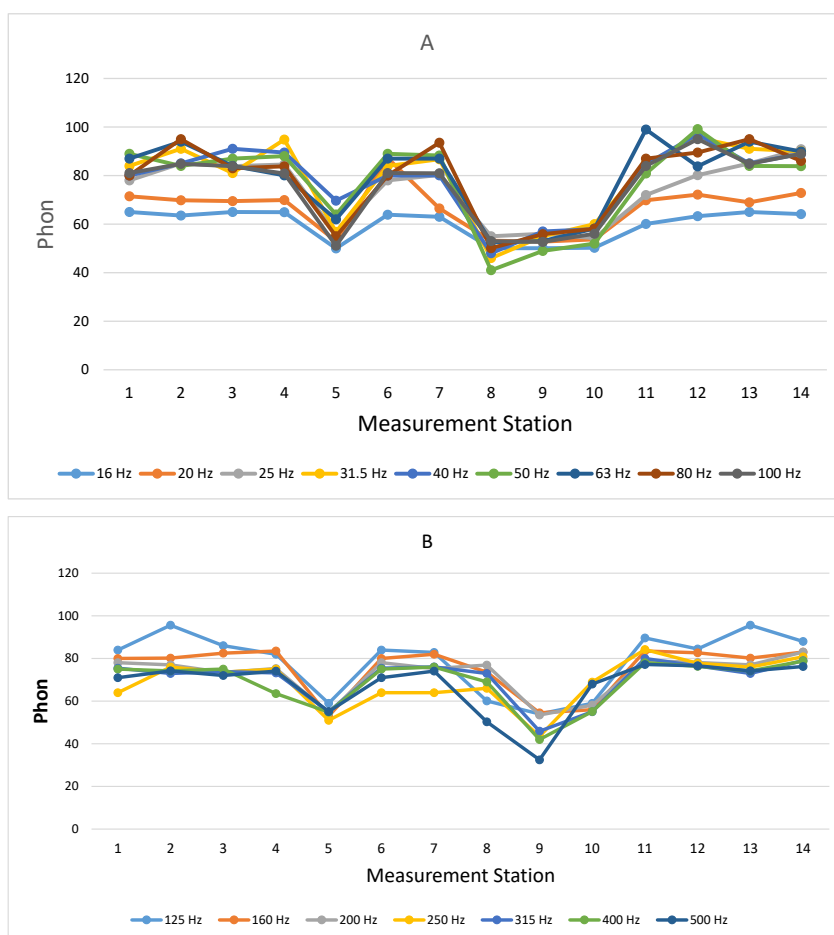 A
120
100
80
60
40
20
0
Phon
1 2 3 4 5 6 7 8 9 10 11 12 13 14
Measurement Station
16 Hz 20 Hz 25 Hz 31.5 Hz 40 Hz 50 Hz 63 Hz 80 Hz 100 Hz
B
120
100
80
60
40
20
0
Phon
1 2 3 4 5 6 7 8 9 10 11 12 13 14
Measurement Station
125 Hz 160 Hz 200 Hz 250 Hz 315 Hz 400 Hz 500 Hz